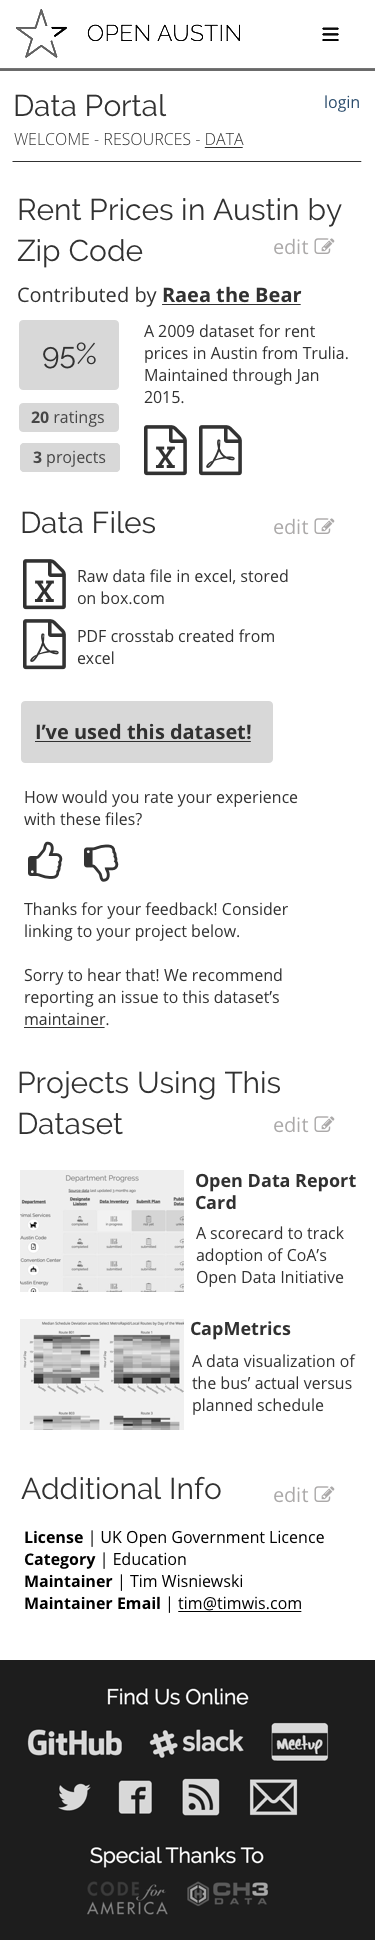 OPEN AUSTIN
Data Portal
login
WELCOME - RESOURCES - DATA
Rent Prices in Austin by
Zip Code
edit
Contributed by Raea the Bear
95%
20 ratings
3 projects
A 2009 dataset for rent
prices in Austin from Trulia.
Maintained through Jan
2015.
X
Data Files
edit
X
Raw data file in excel, stored
on box.com
PDF crosstab created from
excel
I've used this dataset!
How would you rate your experience
with these files?
Thanks for your feedback! Consider
linking to your project below.
Sorry to hear that! We recommend
reporting an issue to this dataset's
maintainer.
Projects Using This
Dataset
edit
Department Progress
Department
Designate
Liaison
Data Inventory
Submit Plan
Open Data Report
Card
A scorecard to track
adoption of CoA's
Open Data Initiative
CapMetrics
A data visualization of
the bus' actual versus
planned schedule
Additional Info
edit
License | UK Open Government Licence
Category | Education
Maintainer | Tim Wisniewski
Maintainer Email | tim@timwis.com
Find Us Online
GitHub
slack
Meetup
Special Thanks To
CODE for
AMERICA
CH3
DATA